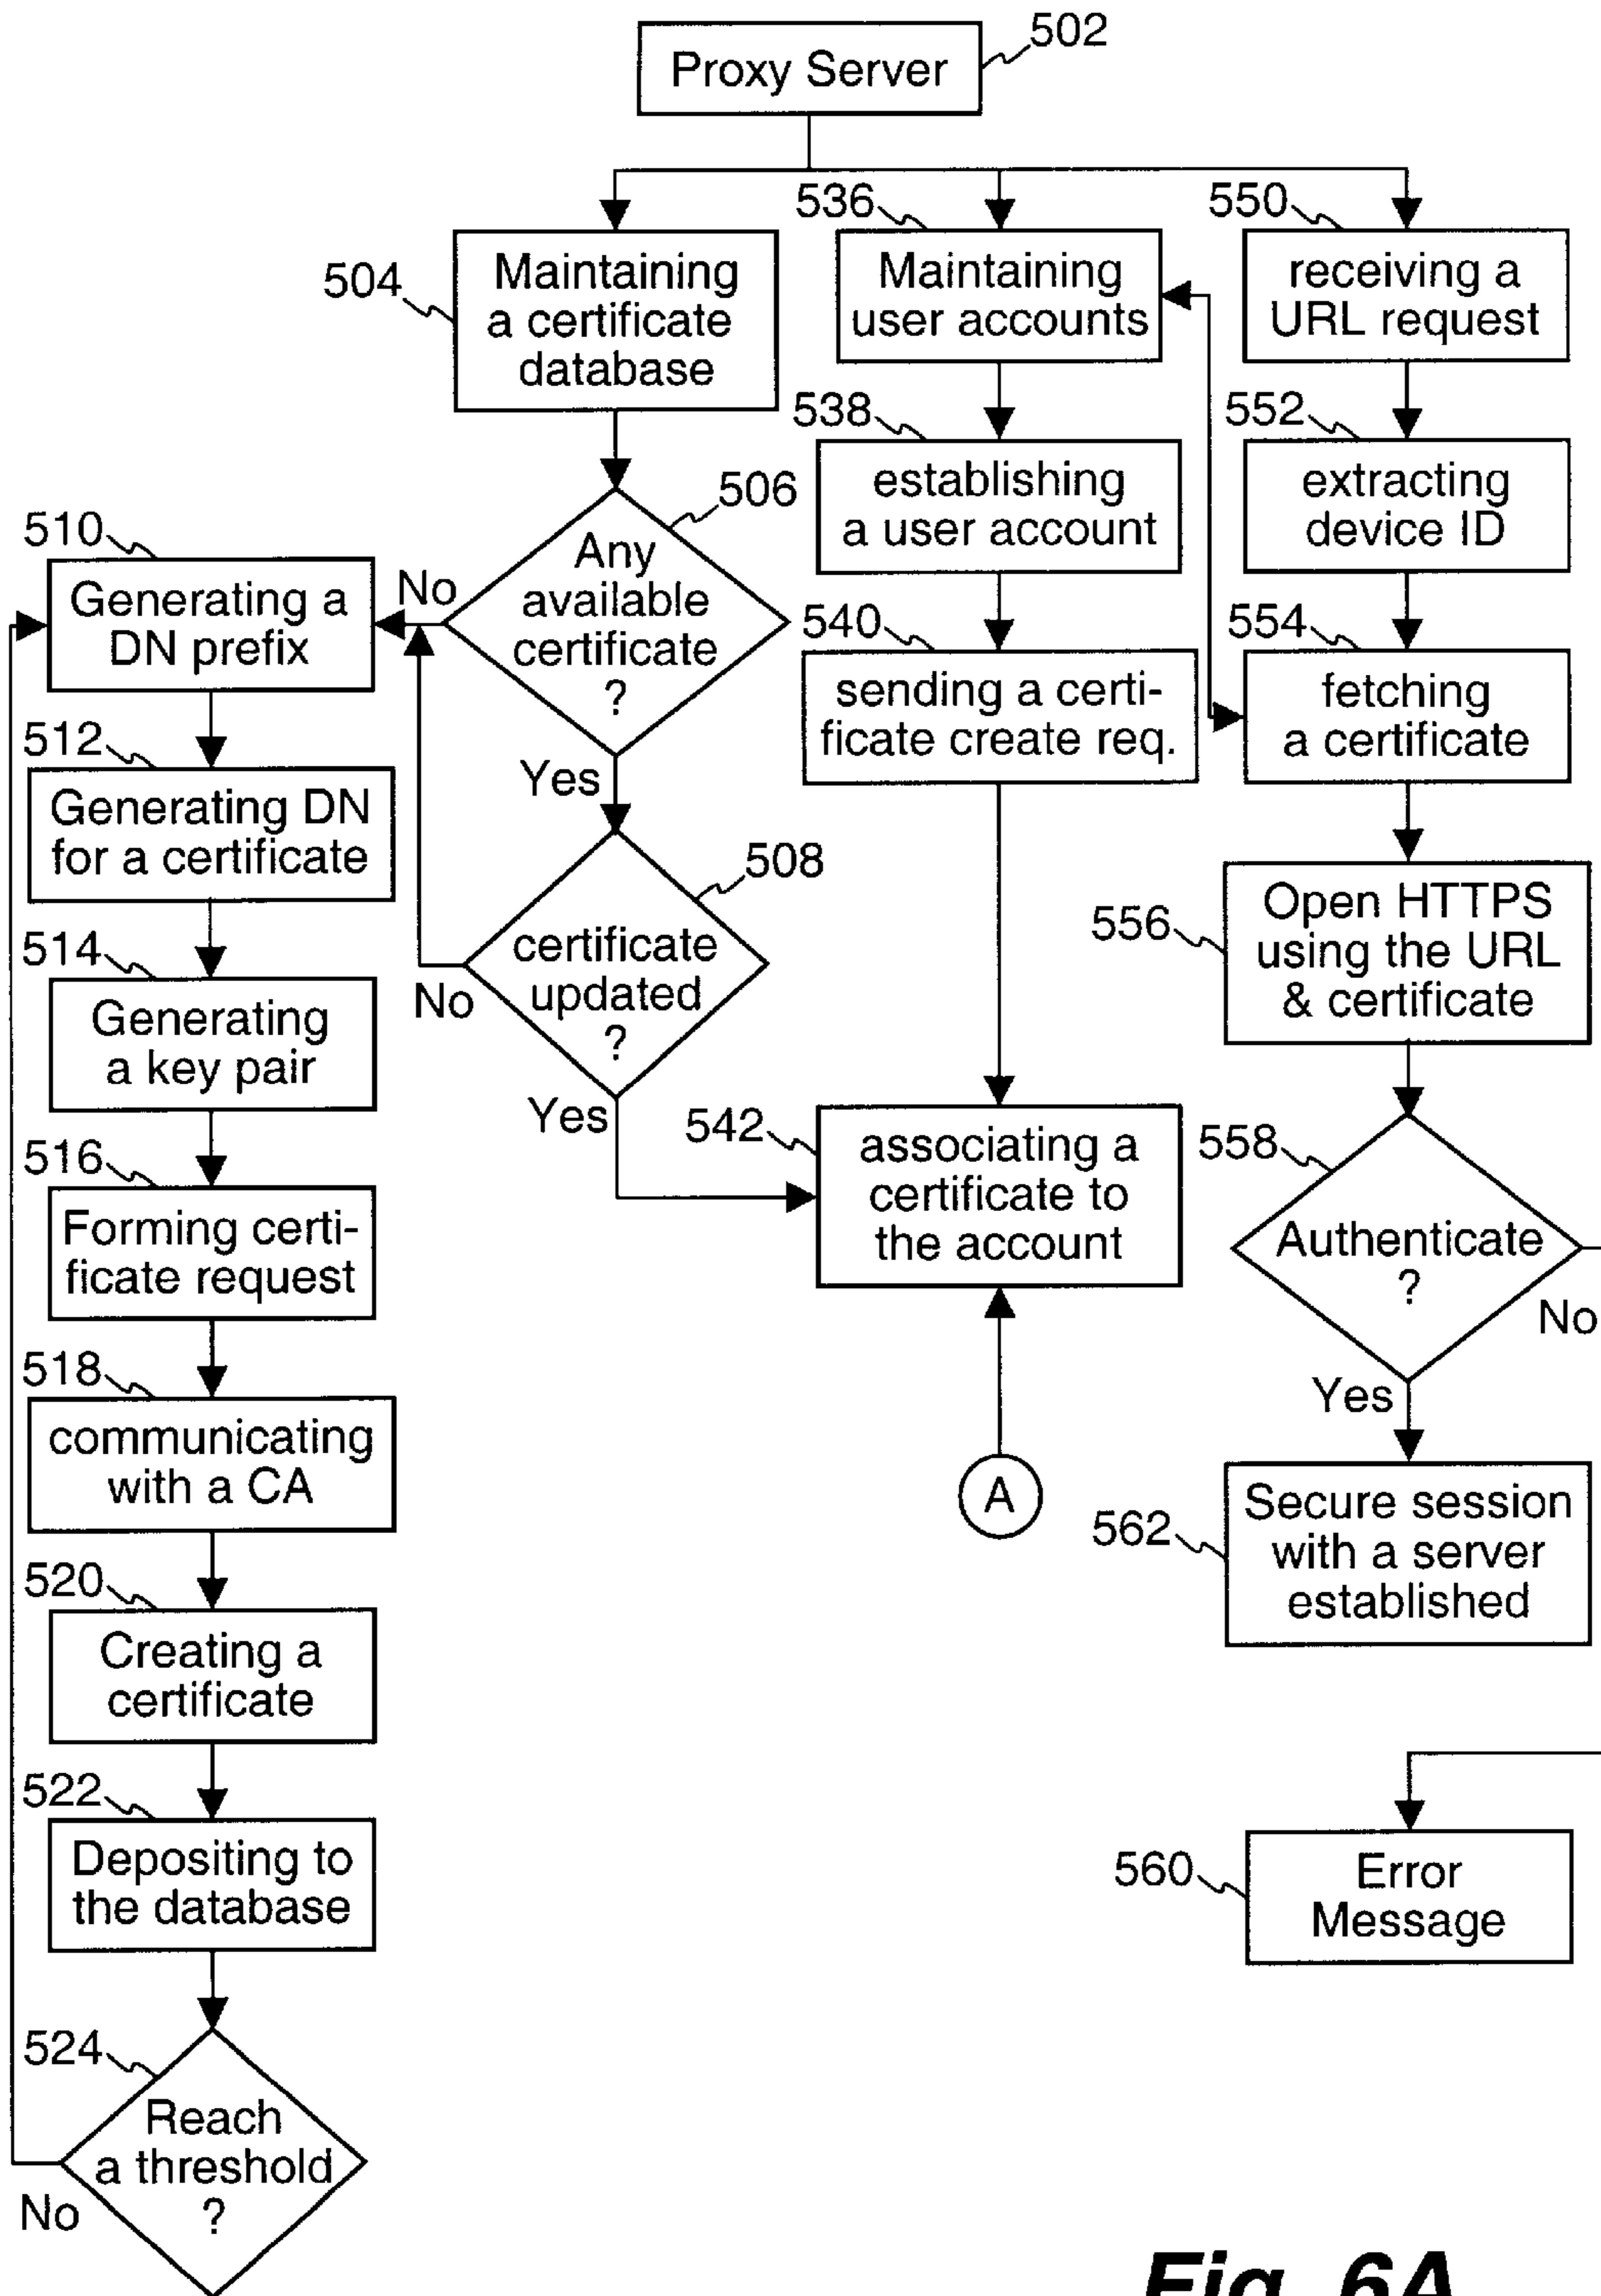 502
Proxy Server
504
Maintaining
a certificate
database
506
Any
available
certificate
?
No
Yes
508
certificate
updated
?
No
Yes
510
Generating a
DN prefix
512
Generating DN
for a certificate
514
Generating
a key pair
516
Forming certi-
ficate request
518
communicating
with a CA
520
Creating a
certificate
522
Depositing to
the database
524
Reach
a threshold
?
No
536
Maintaining
user accounts
538
establishing
a user account
540
sending a certi-
ficate create req.
542
associating a
certificate to
the account
A
550
receiving a
URL request
552
extracting
device ID
554
fetching
a certificate
556
Open HTTPS
using the URL
& certificate
558
Authenticate
?
No
Yes
562
Secure session
with a server
established
560
Error
Message
Fig. 6A